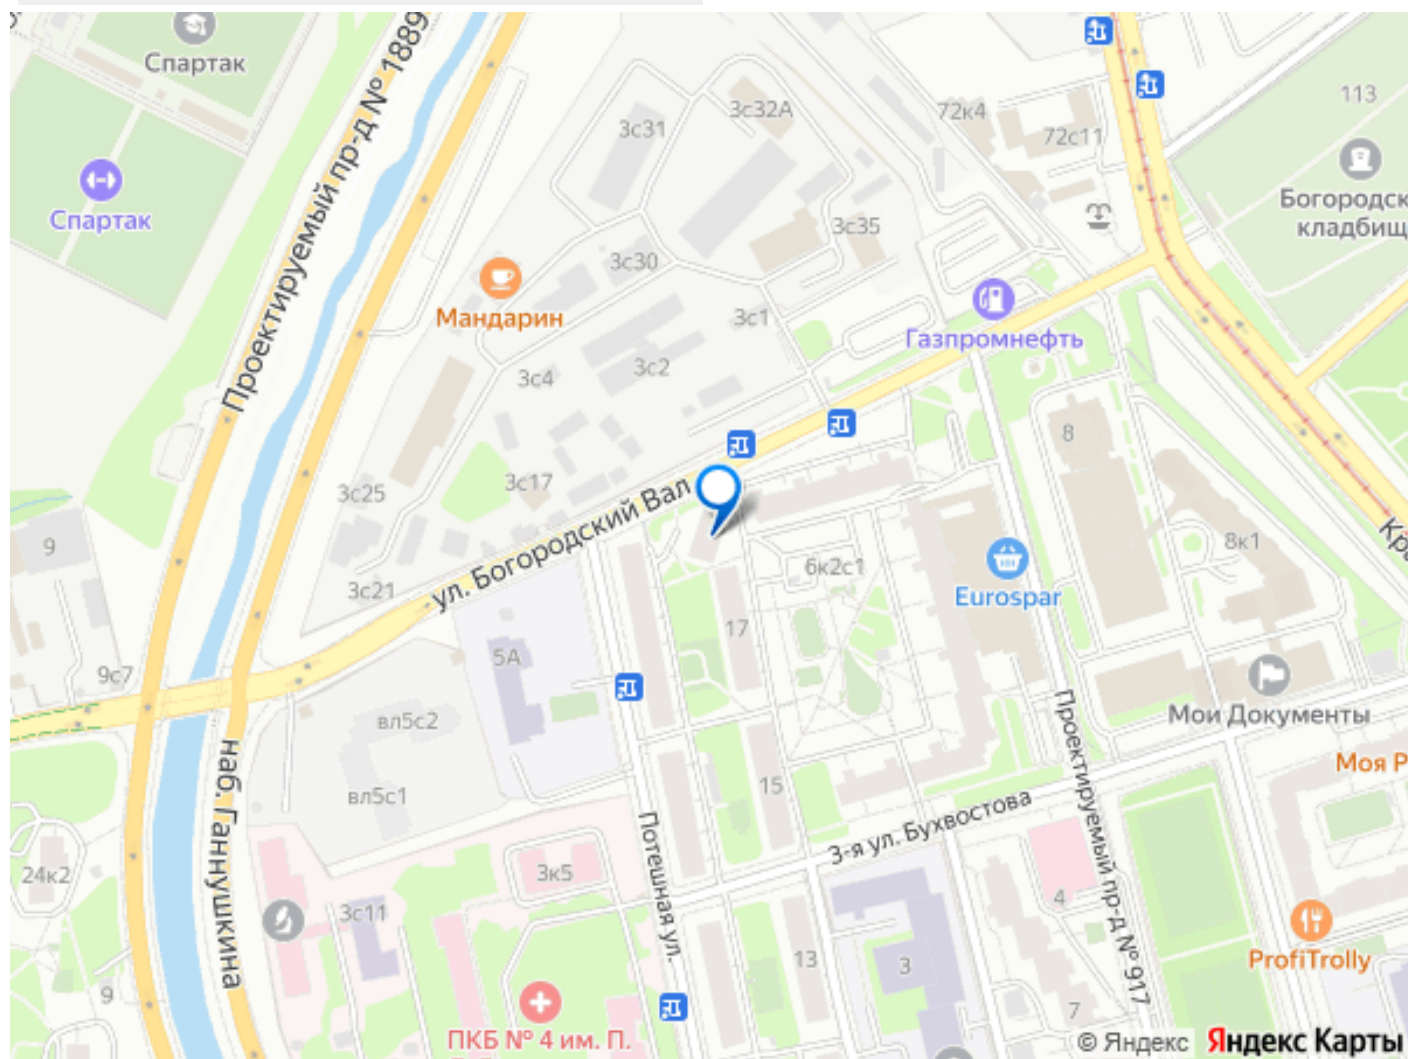 Спартак
Спартак
Проектируемый пр-д № 1889
3с31
3с32А
72к4
72с11
113
Богородск
кладбищ
3с35
3с30
Мандарин
3с1
Газпромнефть
3с2
3с4
8
3с17
3с25
ул. Богородский Вал
9
3с21
6к2с1
8к1
Кра
Eurospar
17
5А
9с7
вл5с2
Мои Документы
Моя Р
вл5с1
15
наб. Ганнушкина
Потешная ул.
3-я ул. Бухвостова
Проектируемый пр-д № 917
24к2
3к5
3с11
4
13
3
ProfiTrolly
9
7
ПКБ № 4 им. П.
© Яндекс Яндекс Карты